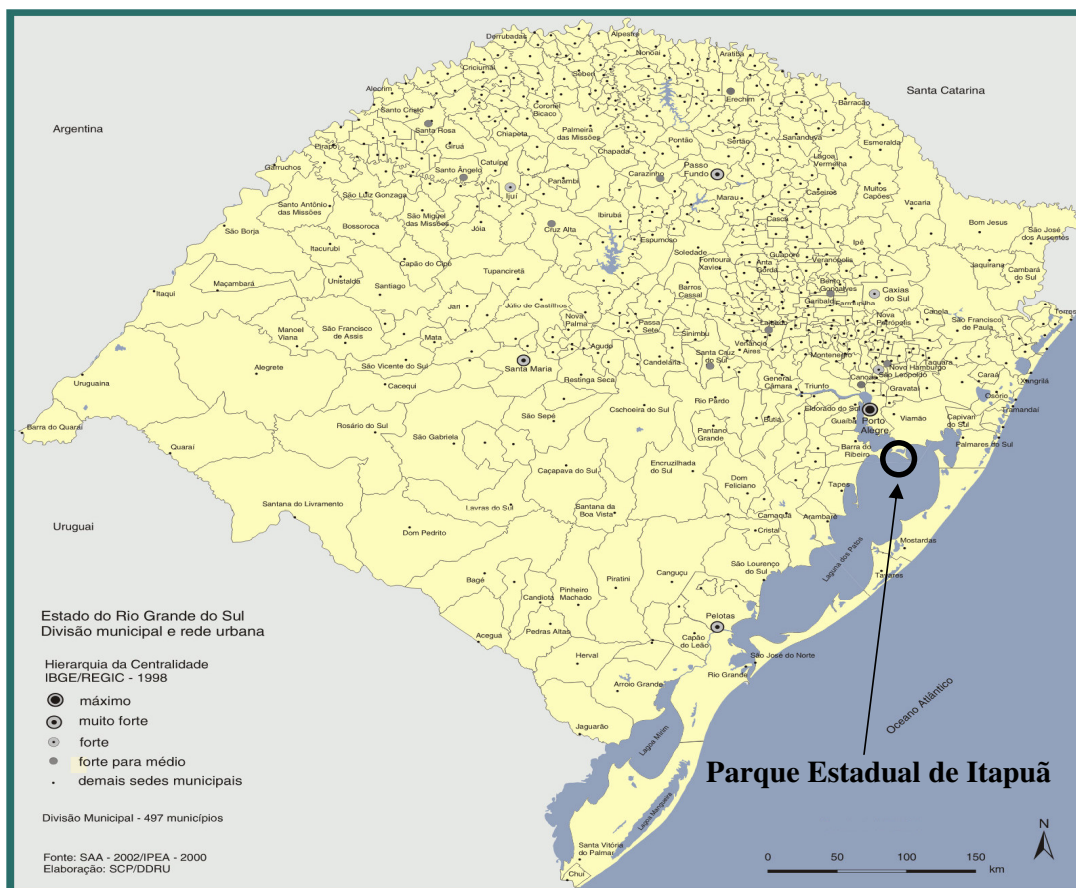 Derrubadas
Alpestre
Nonoai
Aratiba
Criciumal
Seberi
Alecrim
Erechim
Barracão
Santa Catarina
Argentina
Santo Cristo
Coronel
Bicaco
Santa Rosa
Chiapeta
Palmeira
das Missões
Pontão
Sertão
Sananduva
Esmeralda
Pirapó
Giruá
Chapada
Lagoa
Vermelha
Garruchos
Santo Ângelo
Catuípe
Panambi
Carazinho
Passo
Fundo
Ijuí
Marau
Caseiros
Muitos
Capões
Vacaria
São Luiz Gonzaga
Santo Antônio
das Missões
São Miguel
das Missões
Ibirubá
Casca
Bom Jesus
São Borja
Bossoroca
Jóia
Cruz Alta
Espumoso
Ipê
São José
dos Ausentes
Itacurubi
Soledade
Guaporé
Veranópolis
Capão do Cipó
Fontoura
Xavier
Anta
Gorda
Jaquirana
Cambará
do Sul
Unistalda
Tupanciretã
Bento
Gonçalves
Maçambará
Santiago
Barros
Cassal
Garibaldi
Farroupilha
Caxias
do Sul
Itaqui
Jari
Júlio de Castilhos
Canela
Torres
Manoel
Viana
São Francisco
de Assis
Nova
Palma
Passa
Sete
Sinimbu
Lajeado
Nova
Petrópolis
São Francisco
de Paula
Mata
Agudo
Venâncio
Aires
Candelária
Santa Cruz
do Sul
Montenegro
Taquara
Alegrete
São Vicente do Sul
Santa Maria
Novo Hamburgo
São Leopoldo
Caraá
Xangrilá
Uruguaina
Cacequi
Restinga Seca
General
Câmara
Triunfo
Canoas
Gravataí
Osório
Rio Pardo
Tramandaí
Barra do Quaraí
Rosário do Sul
São Sepé
Cschoeira do Sul
Butiá
Eldorado do Sul
Guaíba
Porto
Alegre
Viamão
Capivari
do Sul
São Gabriela
Pantano
Grande
Quaraí
Barra do
Ribeiro
Palmares do Sul
Caçapava do Sul
Encruzilhada
do Sul
Dom
Feliciano
Tapes
Santana do Livramento
Lavras do Sul
Santana da
Boa Vista
Camaquã
Arambaré
Uruguai
Dom Pedrito
Cristal
Mostardas
Laguna dos Patos
São Lourenço
do Sul
Tavares
Bagé
Canguçu
Candiota
Pinheiro
Machado
Piratini
Estado do Rio Grande do Sul
Divisão municipal e rede urbana
Pelotas
Pedras Altas
Aceguá
Capão
do Leão
Herval
São José do Norte
Hierarquia da Centralidade
IBGE/REGIC - 1998
Rio Grande
Arroio Grande
máximo
muito forte
forte
forte para médio
demais sedes municipais
Jaguarão
Lagoa Mirim
Oceano Atlântico
Parque Estadual de Itapuã
Lagoa Mangueira
Divisão Municipal - 497 municípios
N
Santa Vitória
do Palmar
Fonte: SAA - 2002/IPEA - 2000
Elaboração: SCP/DDRU
Chuí
0 50 100 150
km